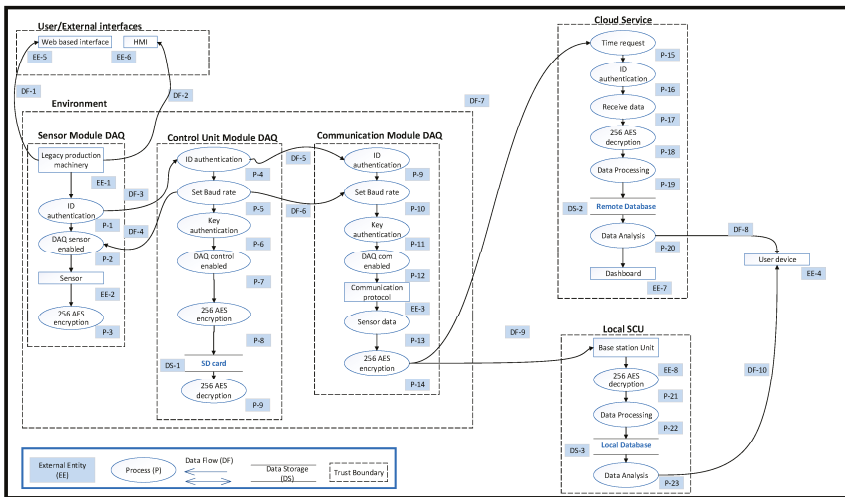 User/External interfaces
Web based interface
HMI
EE-5
EE-6
DF-1
DF-2
DF-7
Environment
Sensor Module DAQ
Legacy production
machinery
EE-1
DF-3
ID
authentication
P-1
DAQ sensor
enabled
DF-4
P-2
Sensor
EE-2
256 AES
encryption
P-3
Control Unit Module DAQ
ID authentication
P-4
DF-5
Set Baud rate
P-5
DF-6
Key
authentication
P-6
DAQ control
enabled
P-7
256 AES
encryption
P-8
DS-1
SD card
256 AES
decryption
P-9
Communication Module DAQ
ID
authentication
P-9
Set Baud rate
P-10
Key
authentication
P-11
DAQ com
enabled
P-12
Communication
protocol
EE-3
Sensor data
P-13
256 AES
encryption
P-14
DF-9
Cloud Service
Time request
P-15
ID
authentication
P-16
Receive data
P-17
256 AES
decryption
P-18
Data Processing
P-19
DS-2
Remote Database
Data Analysis
P-20
DF-8
Dashboard
EE-7
User device
EE-4
Local SCU
Base station Unit
EE-8
256 AES
decryption
P-21
DF-10
Data Processing
P-22
DS-3
Local Database
Data Analysis
P-23
External Entity
(EE)
Process (P)
Data Flow (DF)
Data Storage
(DS)
Trust Boundary